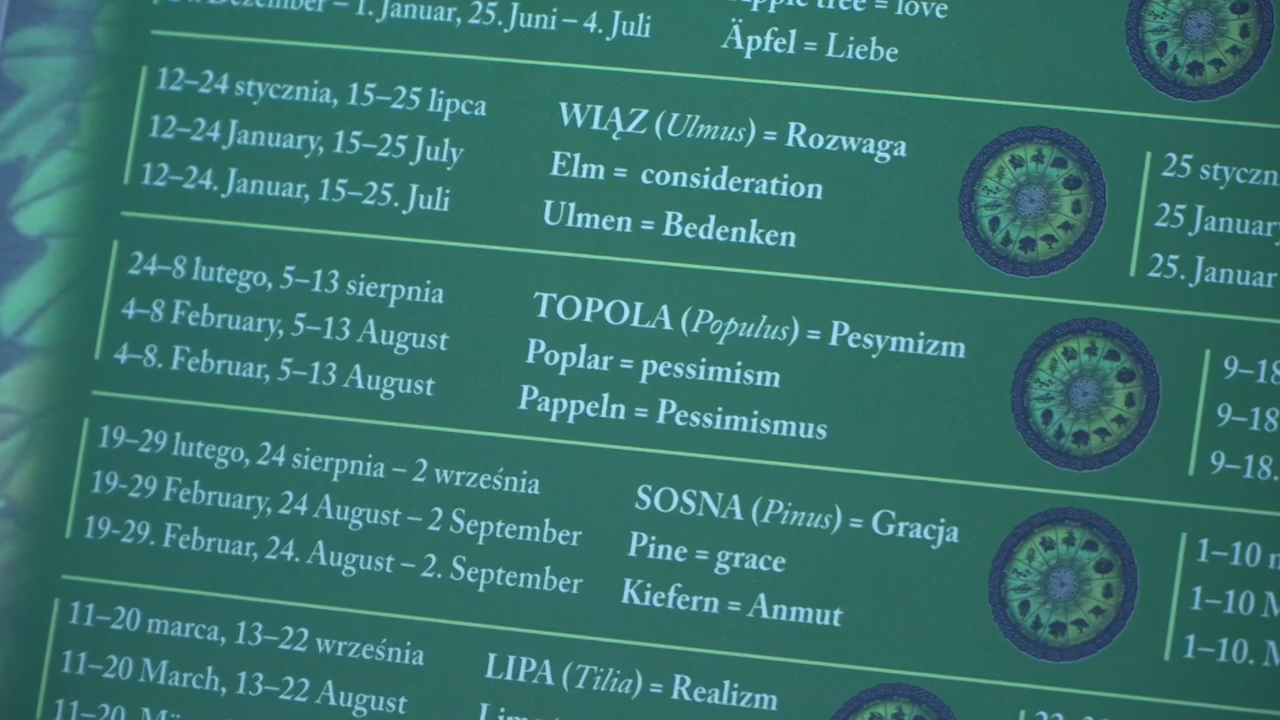 Dezember – 1. Januar, 25. Juni – 4. Juli
Apple tree = love
Äpfel = Liebe
12–24 stycznia, 15–25 lipca
12–24 January, 15–25 July
12–24. Januar, 15–25. Juli
WIĄZ (Ulmus) = Rozwaga
Elm = consideration
Ulmen = Bedenken
25 styczn
25 January
25. Januar
24–8 lutego, 5–13 sierpnia
4–8 February, 5–13 August
4–8. Februar, 5–13 August
TOPOLA (Populus) = Pesymizm
Poplar = pessimism
Pappeln = Pessimismus
9–18
9–18
9–18.
19–29 lutego, 24 sierpnia – 2 września
19-29 February, 24 August – 2 September
19-29. Februar, 24. August – 2. September
SOSNA (Pinus) = Gracja
Pine = grace
Kiefern = Anmut
1–10
1–10 M
1–10. M
11–20 marca, 13–22 września
11–20 March, 13–22 August
11–20.
LIPA (Tilia) = Realizm